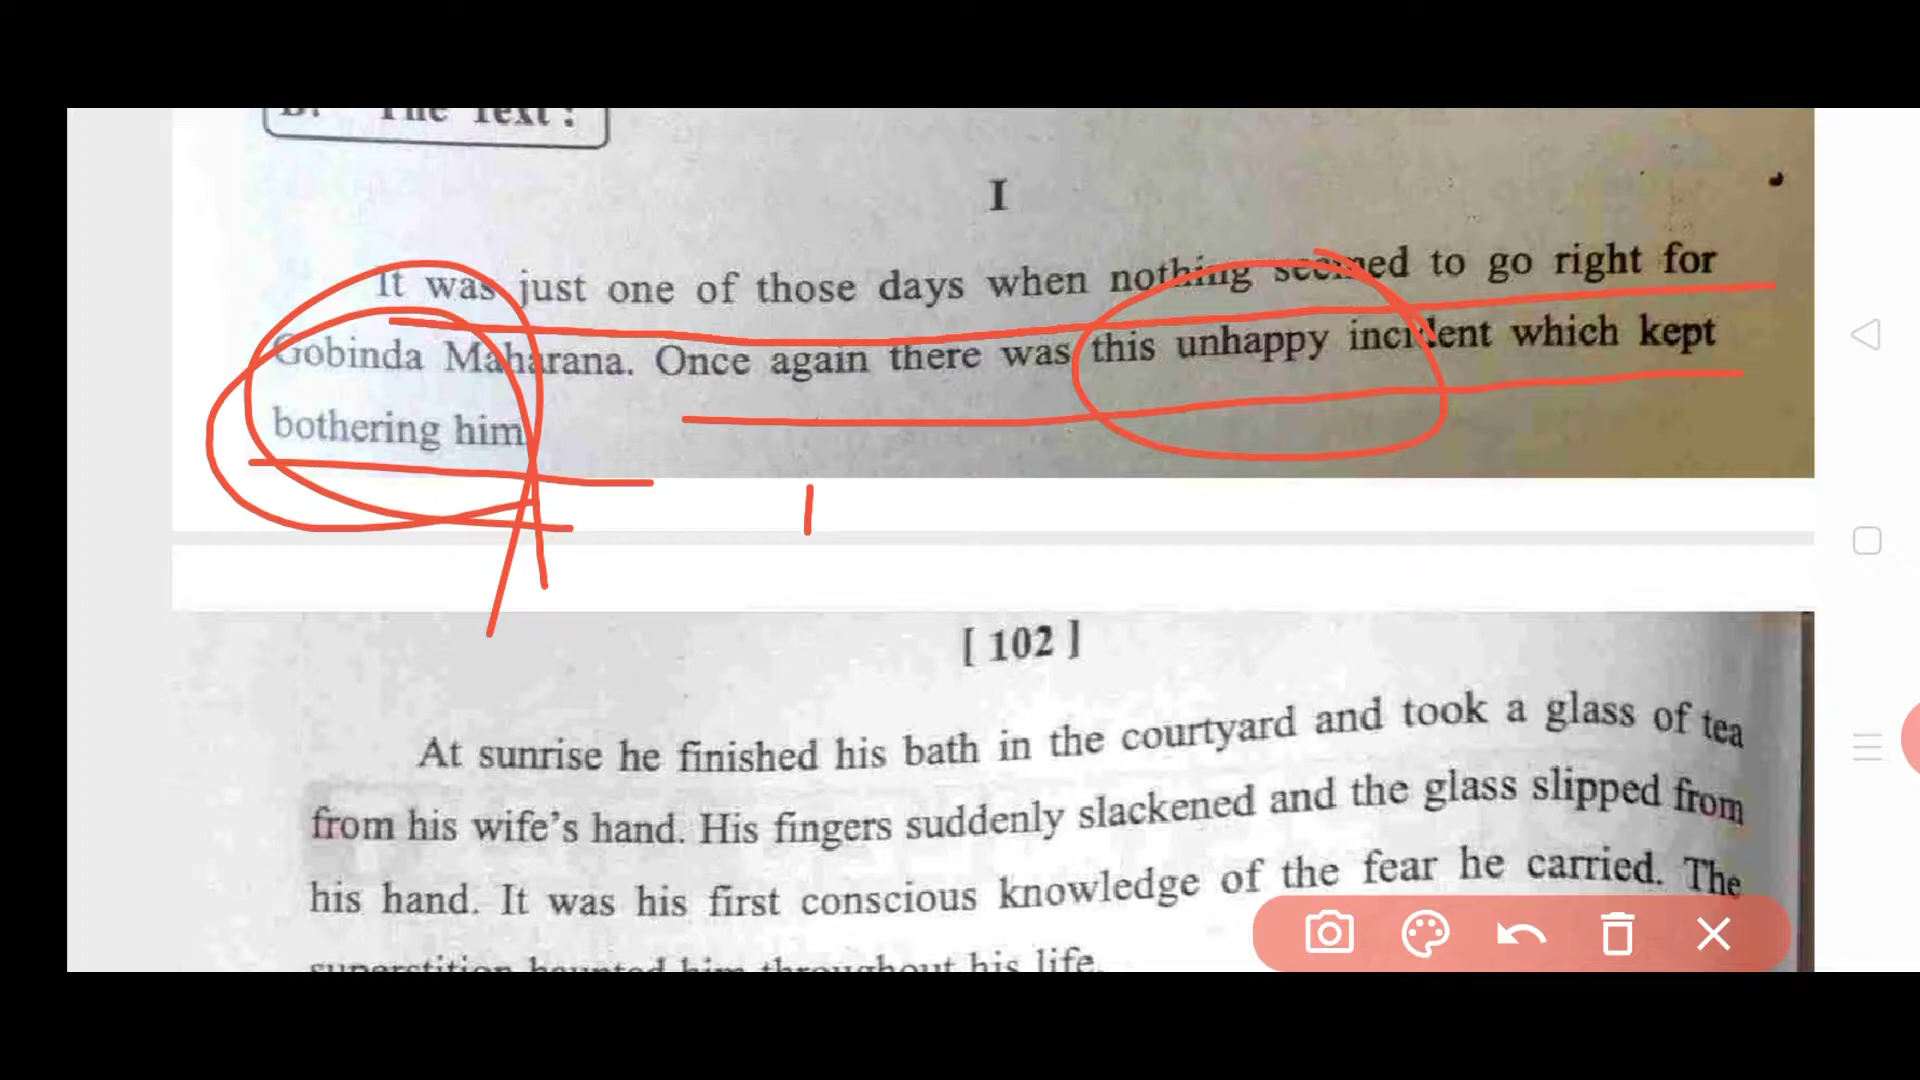 B. The Text :
I
It was just one of those days when nothing seemed to go right for
Gobinda Maharana. Once again there was this unhappy incident which kept
bothering him
[ 102 ]
At sunrise he finished his bath in the courtyard and took a glass of tea
from his wife's hand. His fingers suddenly slackened and the glass slipped from
his hand. It was his first conscious knowledge of the fear he carried. The
superstition haunted him throughout his life.